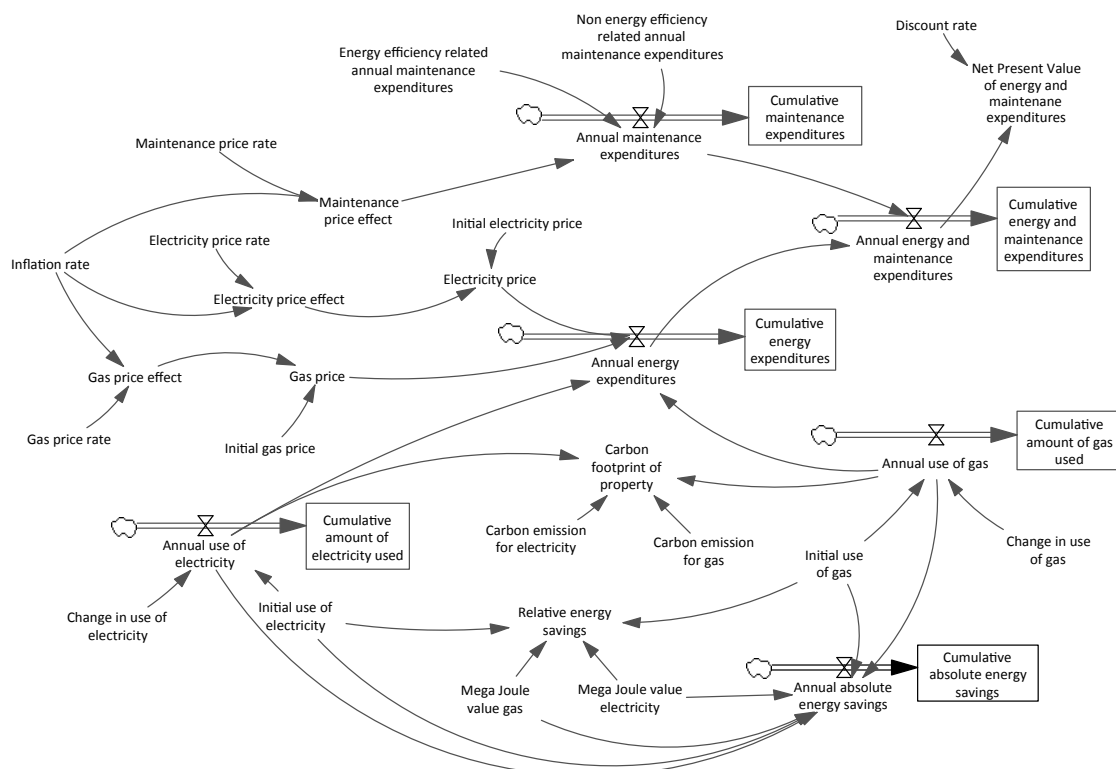 Non energy efficiency
related annual
maintenance expenditures
Discount rate
Energy efficiency related
annual maintenance
expenditures
Net Present Value
of energy and
maintenane
expenditures
Cumulative
maintenance
expenditures
Annual maintenance
expenditures
Maintenance price rate
Maintenance
price effect
Cumulative
energy and
maintenance
expenditures
Annual energy and
maintenance
expenditures
Initial electricity price
Electricity price rate
Inflation rate
Electricity price
Electricity price effect
Cumulative
energy
expenditures
Annual energy
expenditures
Gas price effect
Gas price
Gas price rate
Initial gas price
Cumulative
amount of gas
used
Annual use of gas
Carbon
footprint of
property
Cumulative
amount of
electricity used
Annual use of
electricity
Carbon emission
for electricity
Carbon emission
for gas
Initial use
of gas
Change in use
of gas
Change in use of
electricity
Initial use of
electricity
Relative energy
savings
Cumulative
absolute energy
savings
Mega Joule
value gas
Mega Joule value
electricity
Annual absolute
energy savings